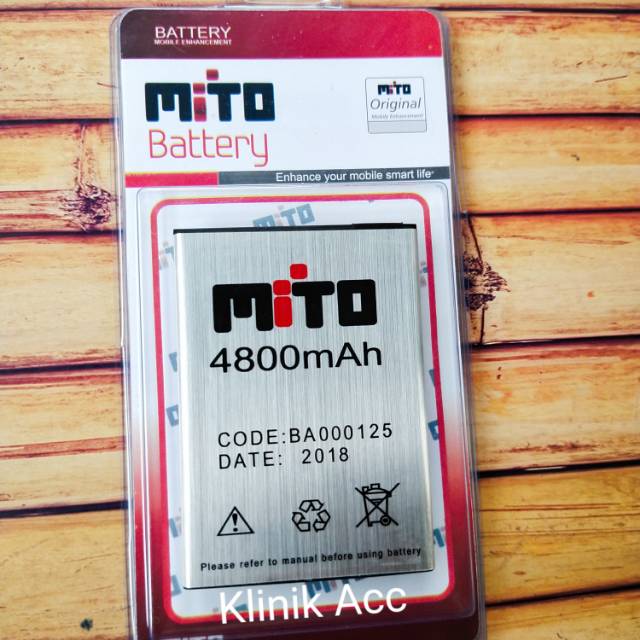 BATTERY
MOBILE ENHANCEMENT
MiTO
Battery
MiTO
Original
Mobile Enhancement
Enhance your mobile smart life
MiTO
MiTO
4800mAh
CODE:BA000125
DATE: 2018
Please refer to manual before using battery
Klinik Acc